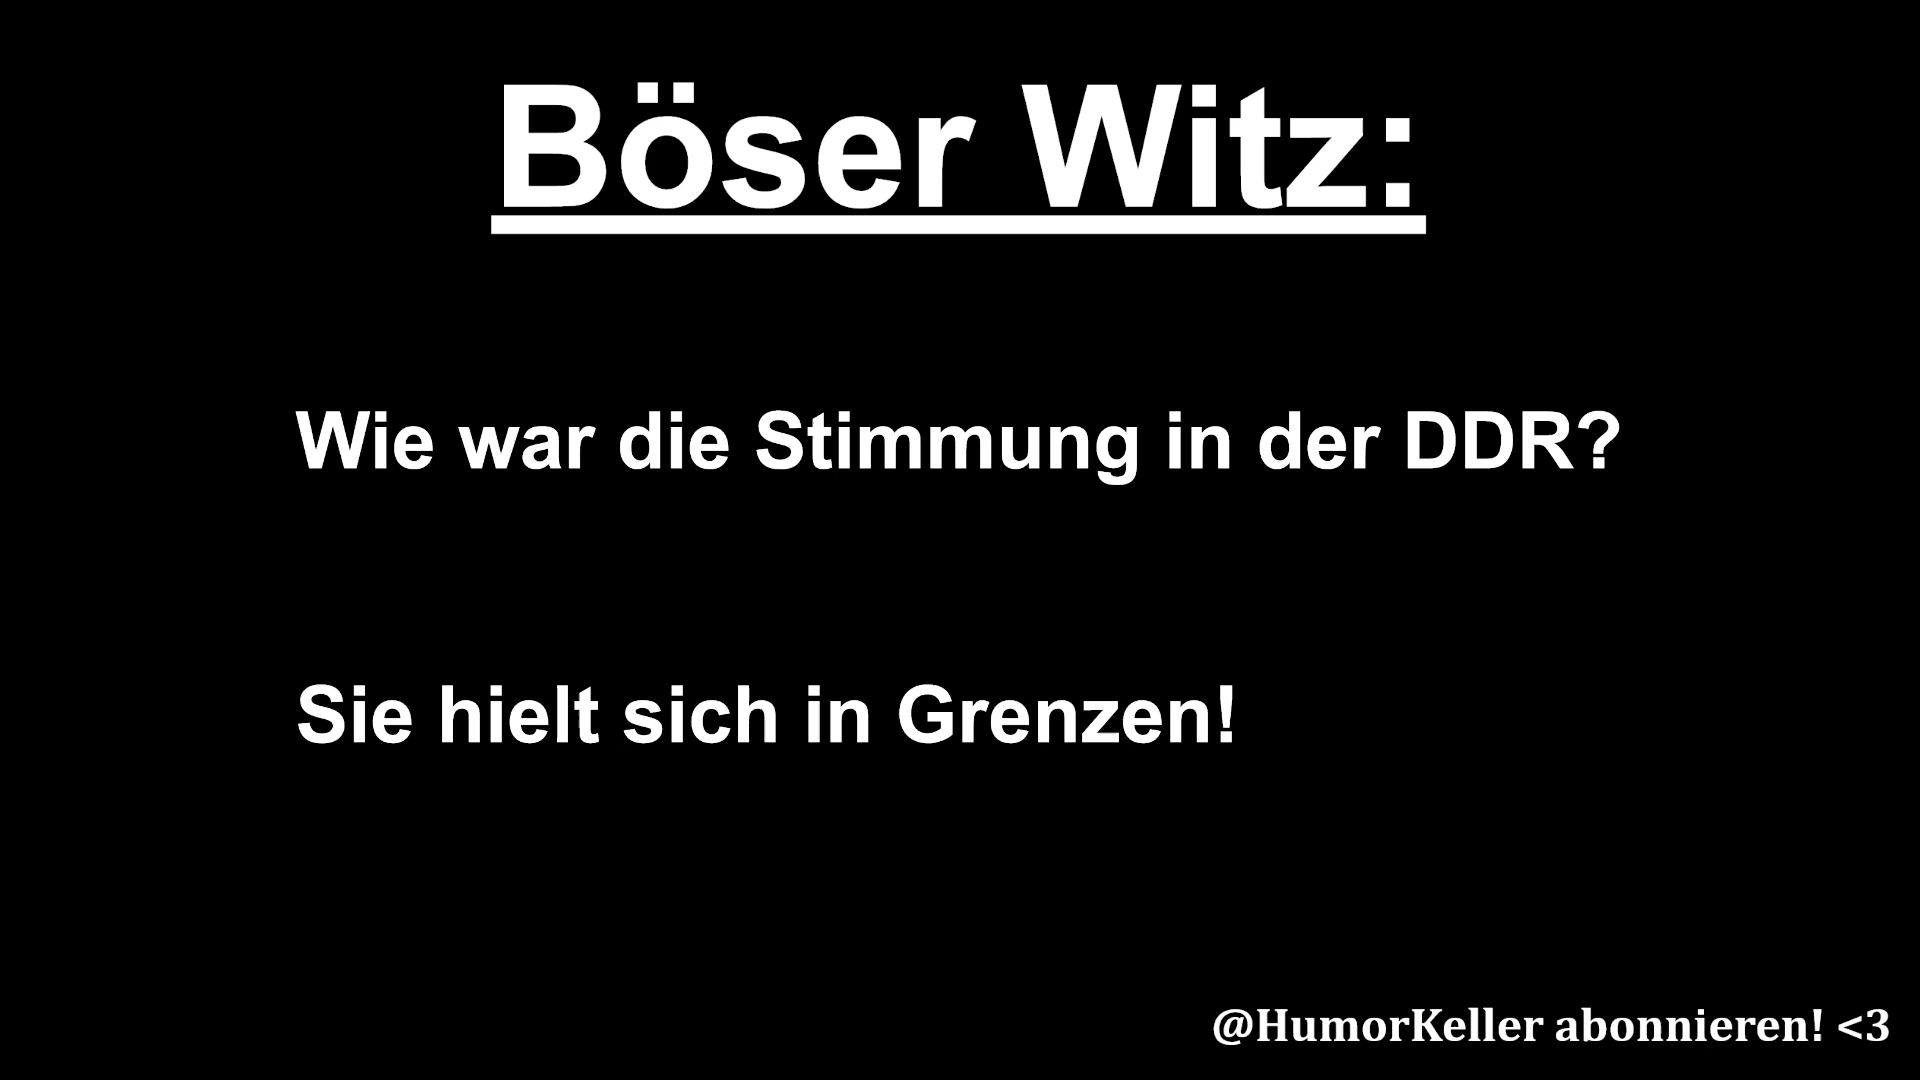 Böser Witz:
Wie war die Stimmung in der DDR?
Sie hielt sich in Grenzen!
@HumorKeller abonnieren! <3